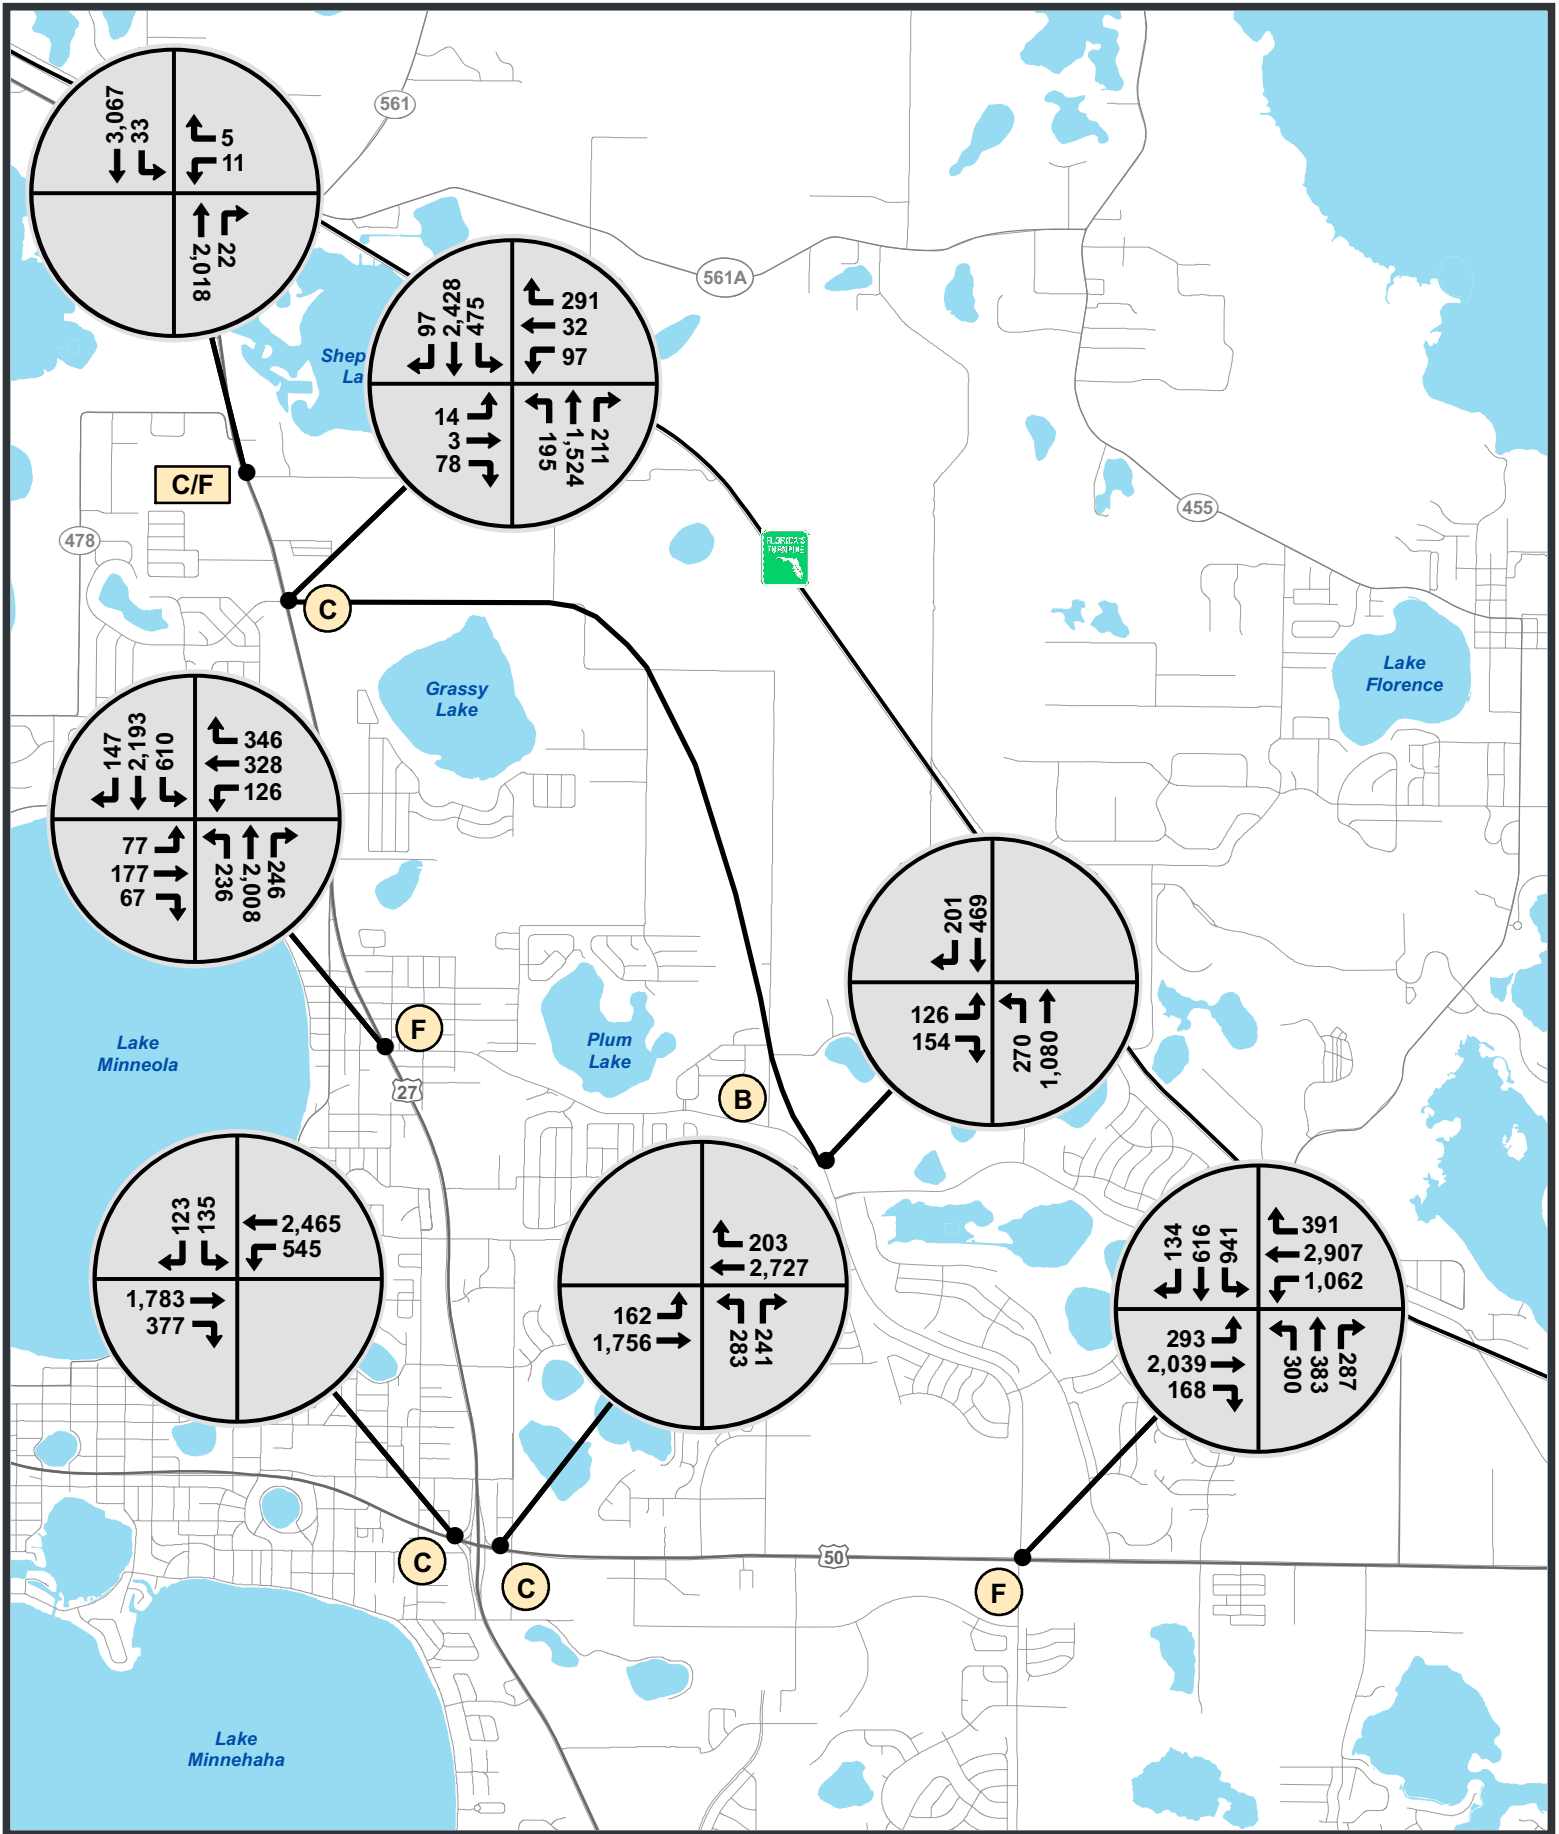 561
3,067
33
5
11
2,018
22
561A
97
2,428
475
291
32
97
14
3
78
195
1,524
211
Shep
La
C/F
478
455
FLORIDA'S
TURNPIKE
C
Grassy
Lake
Lake
Florence
147
2,193
610
346
328
126
77
177
67
236
2,008
246
201
469
126
154
270
1,080
F
Lake
Minneola
Plum
Lake
27
B
123
135
2,465
545
1,783
377
203
2,727
162
1,756
283
241
134
616
941
391
2,907
1,062
293
2,039
168
300
383
287
C
C
50
F
Lake
Minnehaha